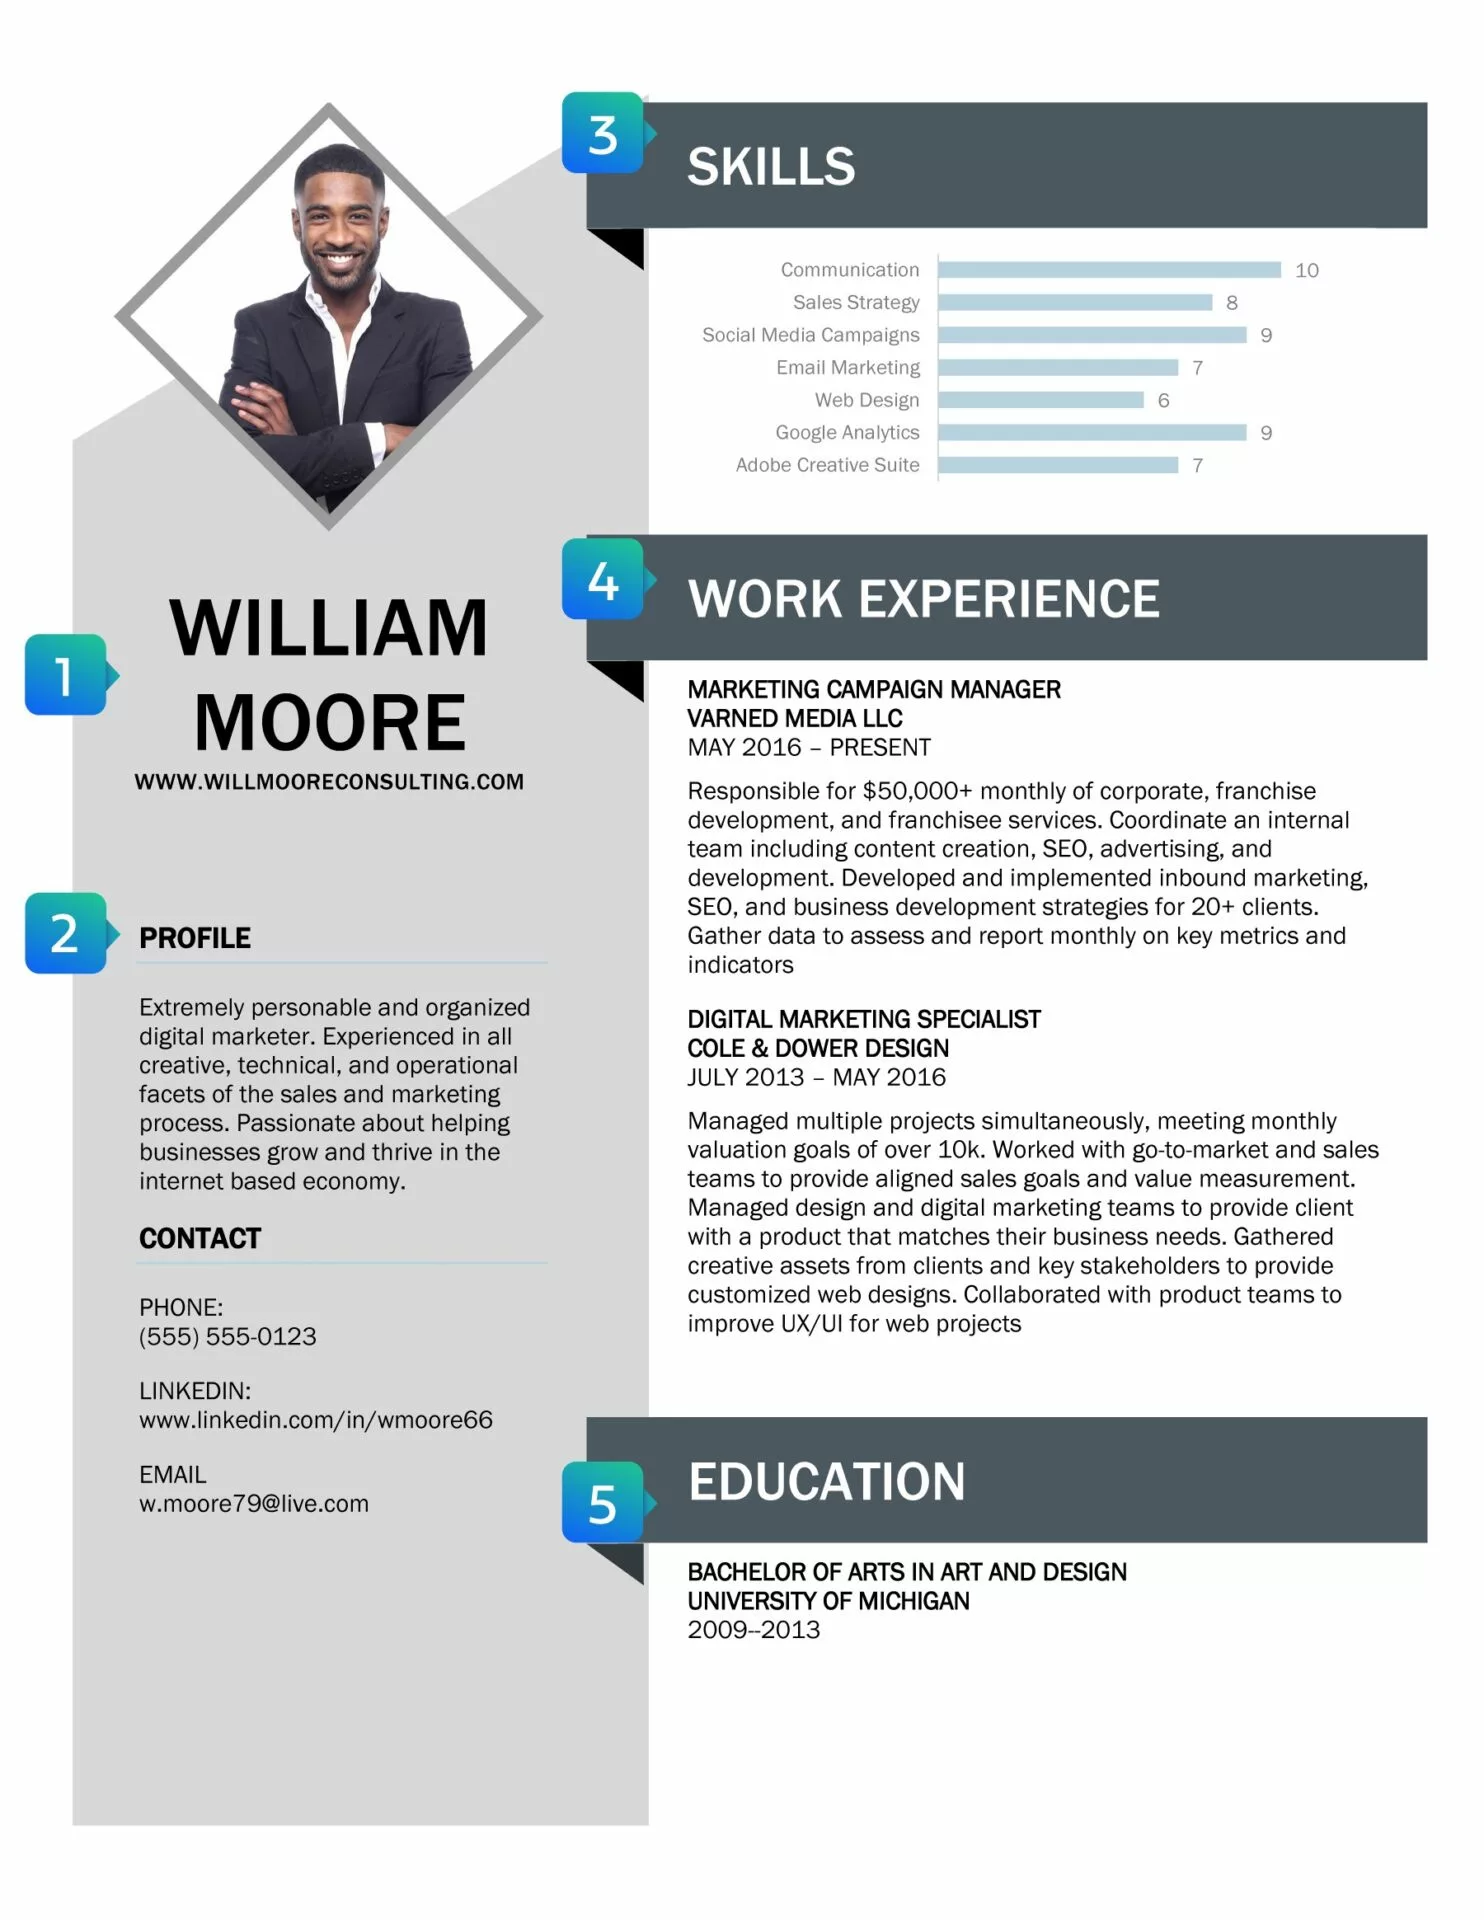 1
WILLIAM
MOORE
WWW.WILLMOORECONSULTING.COM
2
PROFILE
Extremely personable and organized
digital marketer. Experienced in all
creative, technical, and operational
facets of the sales and marketing
process. Passionate about helping
businesses grow and thrive in the
internet based economy.
CONTACT
PHONE:
(555) 555-0123
LINKEDIN:
www.linkedin.com/in/wmoore66
EMAIL
w.moore79@live.com
3
SKILLS
Communication 10
Sales Strategy 8
Social Media Campaigns 9
Email Marketing 7
Web Design 6
Google Analytics 9
Adobe Creative Suite 7
4
WORK EXPERIENCE
MARKETING CAMPAIGN MANAGER
VARNED MEDIA LLC
MAY 2016 – PRESENT
Responsible for $50,000+ monthly of corporate, franchise
development, and franchisee services. Coordinate an internal
team including content creation, SEO, advertising, and
development. Developed and implemented inbound marketing,
SEO, and business development strategies for 20+ clients.
Gather data to assess and report monthly on key metrics and
indicators
DIGITAL MARKETING SPECIALIST
COLE & DOWER DESIGN
JULY 2013 – MAY 2016
Managed multiple projects simultaneously, meeting monthly
valuation goals of over 10k. Worked with go-to-market and sales
teams to provide aligned sales goals and value measurement.
Managed design and digital marketing teams to provide client
with a product that matches their business needs. Gathered
creative assets from clients and key stakeholders to provide
customized web designs. Collaborated with product teams to
improve UX/UI for web projects
5
EDUCATION
BACHELOR OF ARTS IN ART AND DESIGN
UNIVERSITY OF MICHIGAN
2009--2013